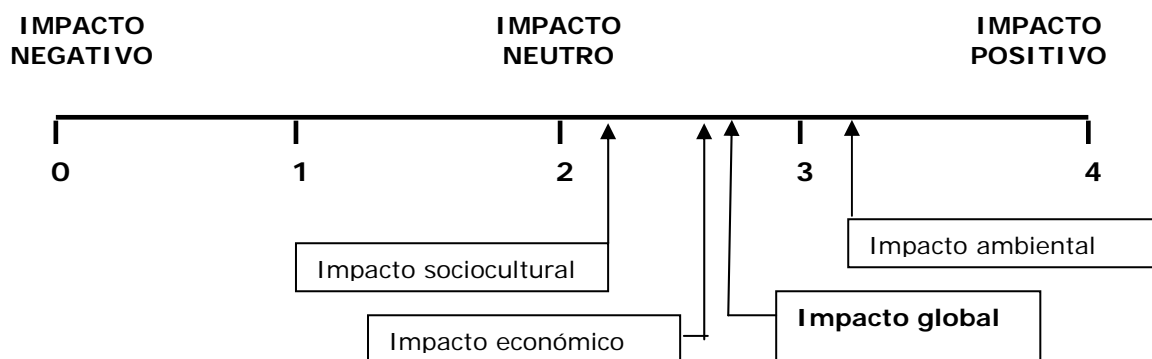 IMPACTO
NEGATIVO
IMPACTO
NEUTRO
IMPACTO
POSITIVO
0
1
2
3
4
Impacto sociocultural
Impacto ambiental
Impacto económico
Impacto global